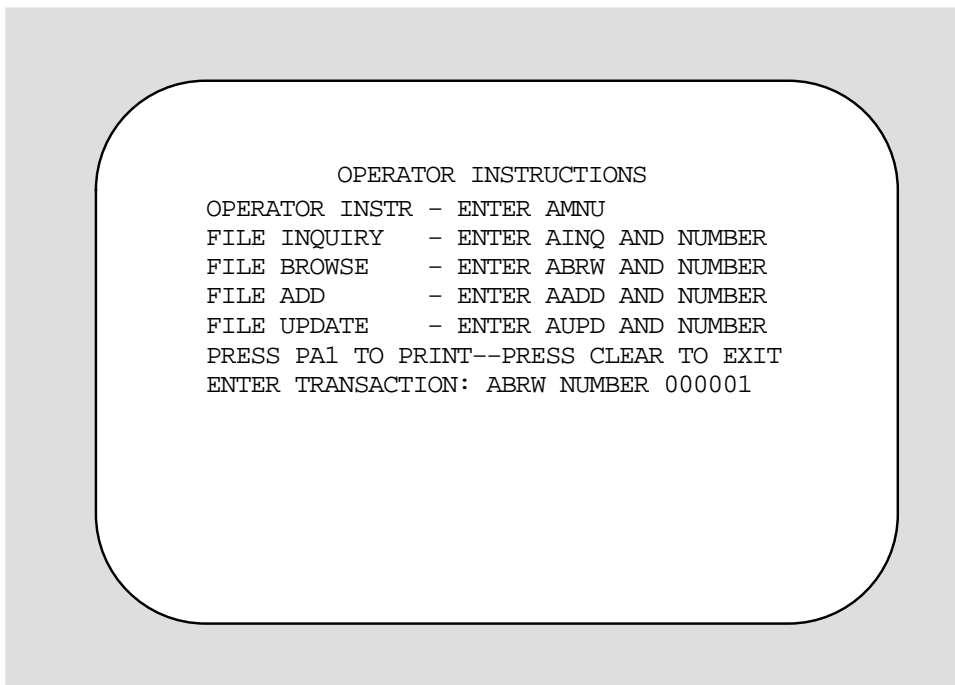 OPERATOR INSTRUCTIONS
OPERATOR INSTR – ENTER AMNU
FILE INQUIRY – ENTER AINQ AND NUMBER
FILE BROWSE – ENTER ABRW AND NUMBER
FILE ADD – ENTER AADD AND NUMBER
FILE UPDATE – ENTER AUPD AND NUMBER
PRESS PA1 TO PRINT--PRESS CLEAR TO EXIT
ENTER TRANSACTION: ABRW NUMBER 000001